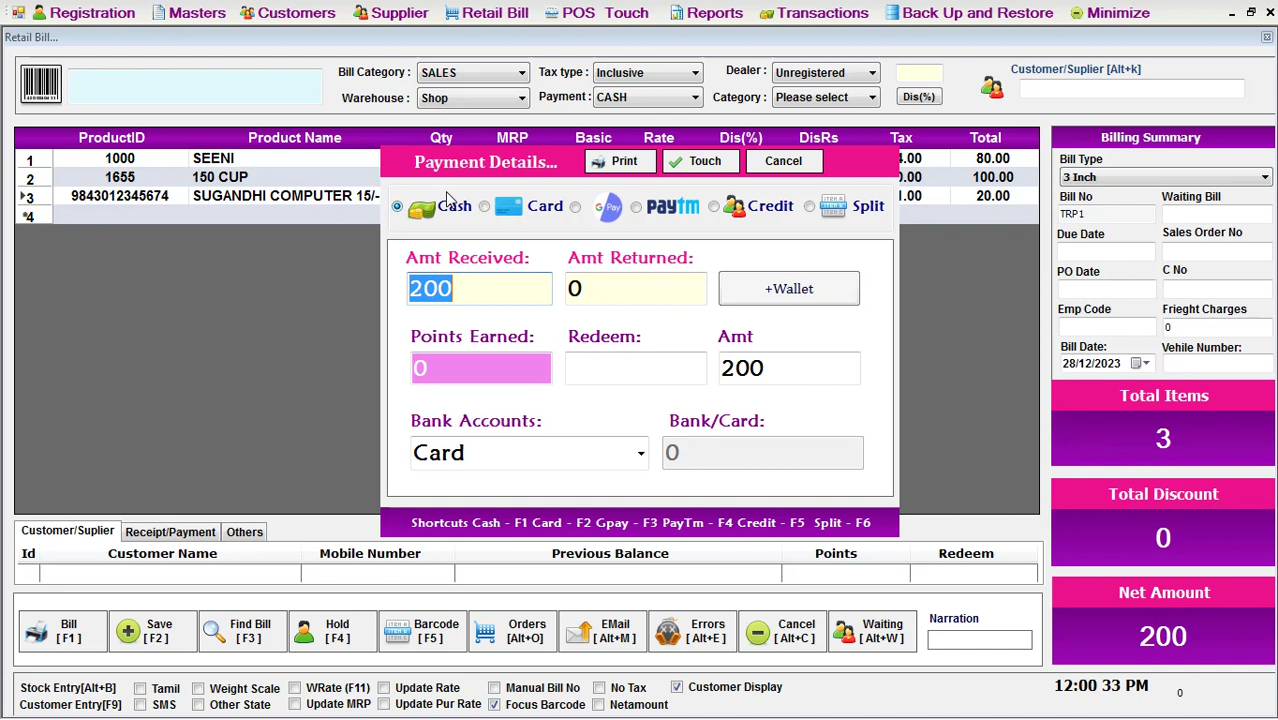 Registration Masters Customers Supplier Retail Bill POS Touch Reports Transactions Back Up and Restore Minimize
Retail Bill...
Bill Category : SALES Tax type : Inclusive Dealer : Unregistered Customer/Suplier [Alt+k]
Warehouse : Shop Payment : CASH Category : Please select Dis(%)
ProductID Product Name Qty MRP Basic Rate Dis(%) DisRs Tax Total
1 1000 SEENI 4.00 80.00
2 1655 150 CUP 0.00 100.00
3 9843012345674 SUGANDHI COMPUTER 15/- 1.00 20.00
*4
Payment Details... Print Touch Cancel
Cash Card G Pay paytm Credit ITEM A ITEM B Split
Amt Received: Amt Returned:
200 0 +Wallet
Points Earned: Redeem: Amt
0 200
Bank Accounts: Bank/Card:
Card 0
Shortcuts Cash - F1 Card - F2 Gpay - F3 PayTm - F4 Credit - F5 Split - F6
Billing Summary
Bill Type
3 Inch
Bill No Waiting Bill
TRP1
Due Date Sales Order No
PO Date C No
Emp Code Frieght Charges
0
Bill Date: Vehile Number:
28/12/2023
Total Items
3
Total Discount
0
Net Amount
200
Customer/Suplier Receipt/Payment Others
Id Customer Name Mobile Number Previous Balance Points Redeem
Bill [ F1 ] Save [ F2 ] Find Bill [ F3 ] Hold [ F4 ] Barcode [ F5 ] Orders [Alt+O] EMail [ Alt+M ] Errors [ Alt+E ] Cancel [ Alt+C ] Waiting [ Alt+W ] Narration
Stock Entry[Alt+B] Tamil Weight Scale WRate (F11) Update Rate Manual Bill No No Tax Customer Display 12:00 33 PM 0
Customer Entry[F9] SMS Other State Update MRP Update Pur Rate Focus Barcode Netamount